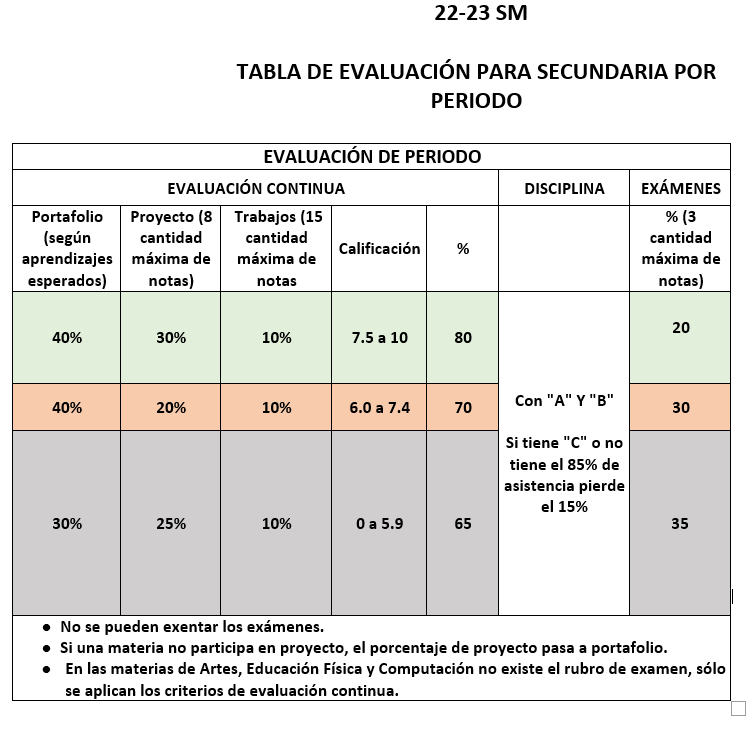 22-23 SM
TABLA DE EVALUACIÓN PARA SECUNDARIA POR
PERIODO
EVALUACIÓN DE PERIODO
EVALUACIÓN CONTINUA
DISCIPLINA
EXÁMENES
Portafolio
(según
aprendizajes
esperados)
Proyecto (8
cantidad
máxima de
notas)
Trabajos (15
cantidad
máxima de
notas
Calificación
%
% (3
cantidad
máxima de
notas)
40%
30%
10%
7.5 a 10
80
20
40%
20%
10%
6.0 a 7.4
70
Con "A" Y "B"
30
Si tiene "C" o no
tiene el 85% de
asistencia pierde
el 15%
30%
25%
10%
0 a 5.9
65
35
● No se pueden exentar los exámenes.
● Si una materia no participa en proyecto, el porcentaje de proyecto pasa a portafolio.
● En las materias de Artes, Educación Física y Computación no existe el rubro de examen, sólo
se aplican los criterios de evaluación continua.